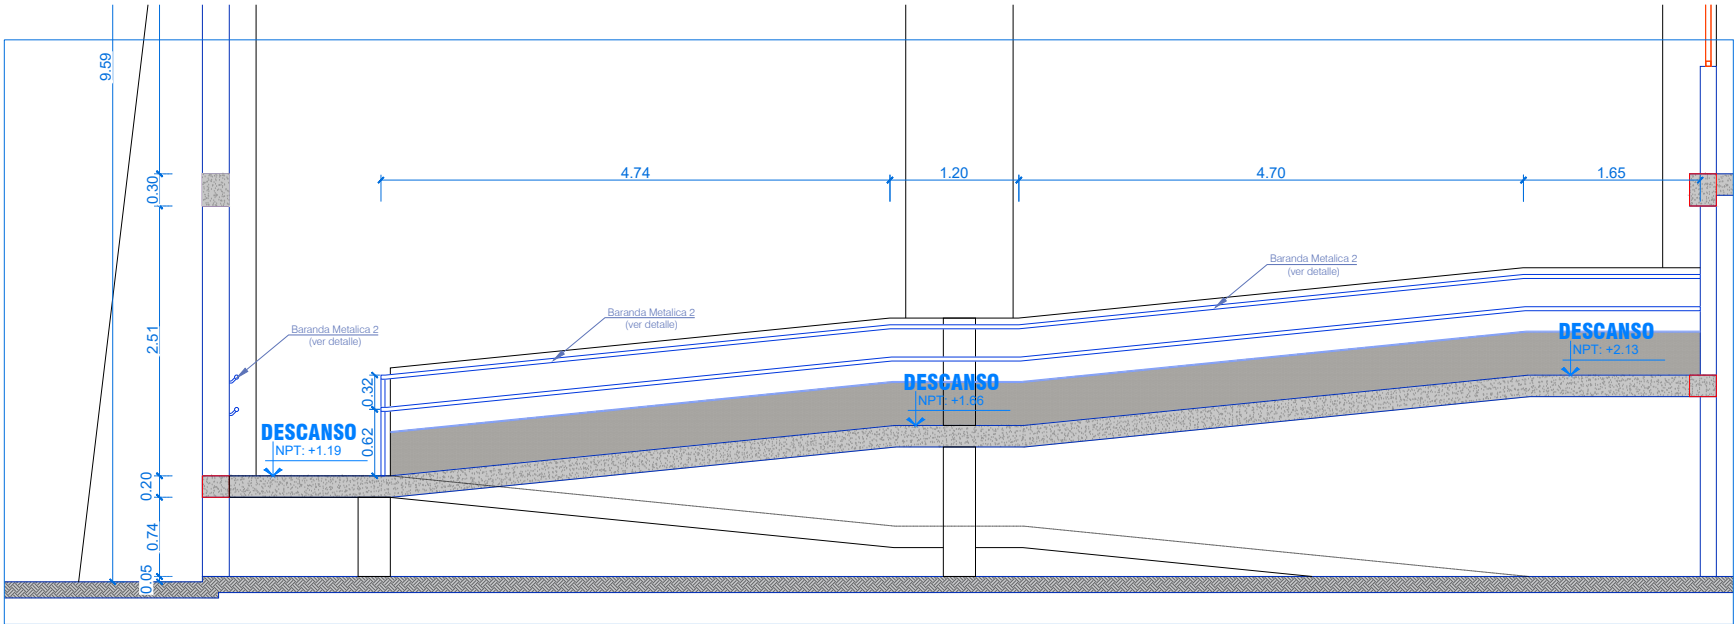 9.59
0.30
4.74
1.20
4.70
1.65
Baranda Metalica 2
(ver detalle)
Baranda Metalica 2
(ver detalle)
Baranda Metalica 2
(ver detalle)
2.51
DESCANSO
NPT: +2.13
DESCANSO
NPT: +1.66
0.32
DESCANSO
NPT: +1.19
0.62
0.20
0.74
0.05